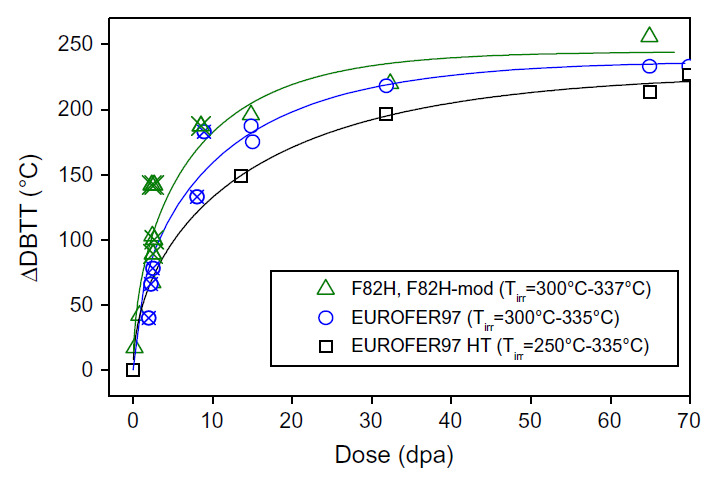 250
200
150
100
50
0
ΔDBTT (°C)
F82H, F82H-mod (Tirr=300°C-337°C)
EUROFER97 (Tirr=300°C-335°C)
EUROFER97 HT (Tirr=250°C-335°C)
0 10 20 30 40 50 60 70
Dose (dpa)